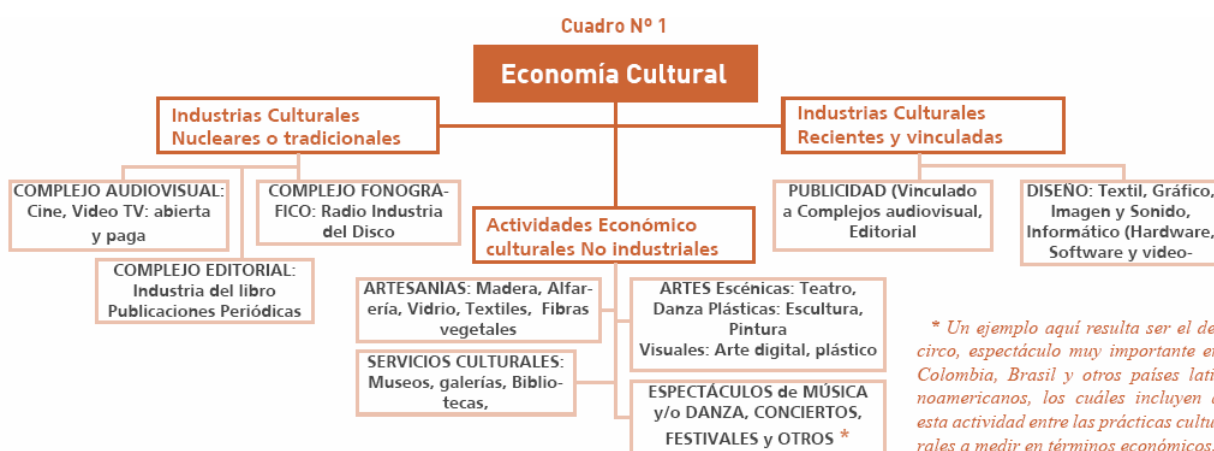 Cuadro Nº 1
Economía Cultural
Industrias Culturales
Nucleares o tradicionales
Industrias Culturales
Recientes y vinculadas
COMPLEJO AUDIOVISUAL:
Cine, Video TV: abierta
y paga
COMPLEJO FONOGRA-
FICO: Radio Industria
del Disco
COMPLEJO EDITORIAL:
Industria del libro
Publicaciones Periódicas
PUBLICIDAD (Vinculado
a Complejos audiovisual,
Editorial
DISEÑO: Textil, Gráfico,
Imagen y Sonido,
Informático (Hardware,
Software y video-
Actividades Económico
culturales No industriales
ARTESANIAS: Madera, Alfar-
ería, Vidrio, Textiles, Fibras
vegetales
ARTES Escénicas: Teatro,
Danza Plásticas: Escultura,
Pintura
Visuales: Arte digital, plástico
SERVICIOS CULTURALES:
Museos, galerías, Biblio-
tecas,
ESPECTÁCULOS de MÚSICA
y/o DANZA, CONCIERTOS,
FESTIVALES y OTROS *
* Un ejemplo aquí resulta ser el de
circo, espectáculo muy importante
Colombia, Brasil y otros países lati
noamericanos, los cuáles incluyen
esta actividad entre las prácticas cultu
rales a medir en términos económicos.